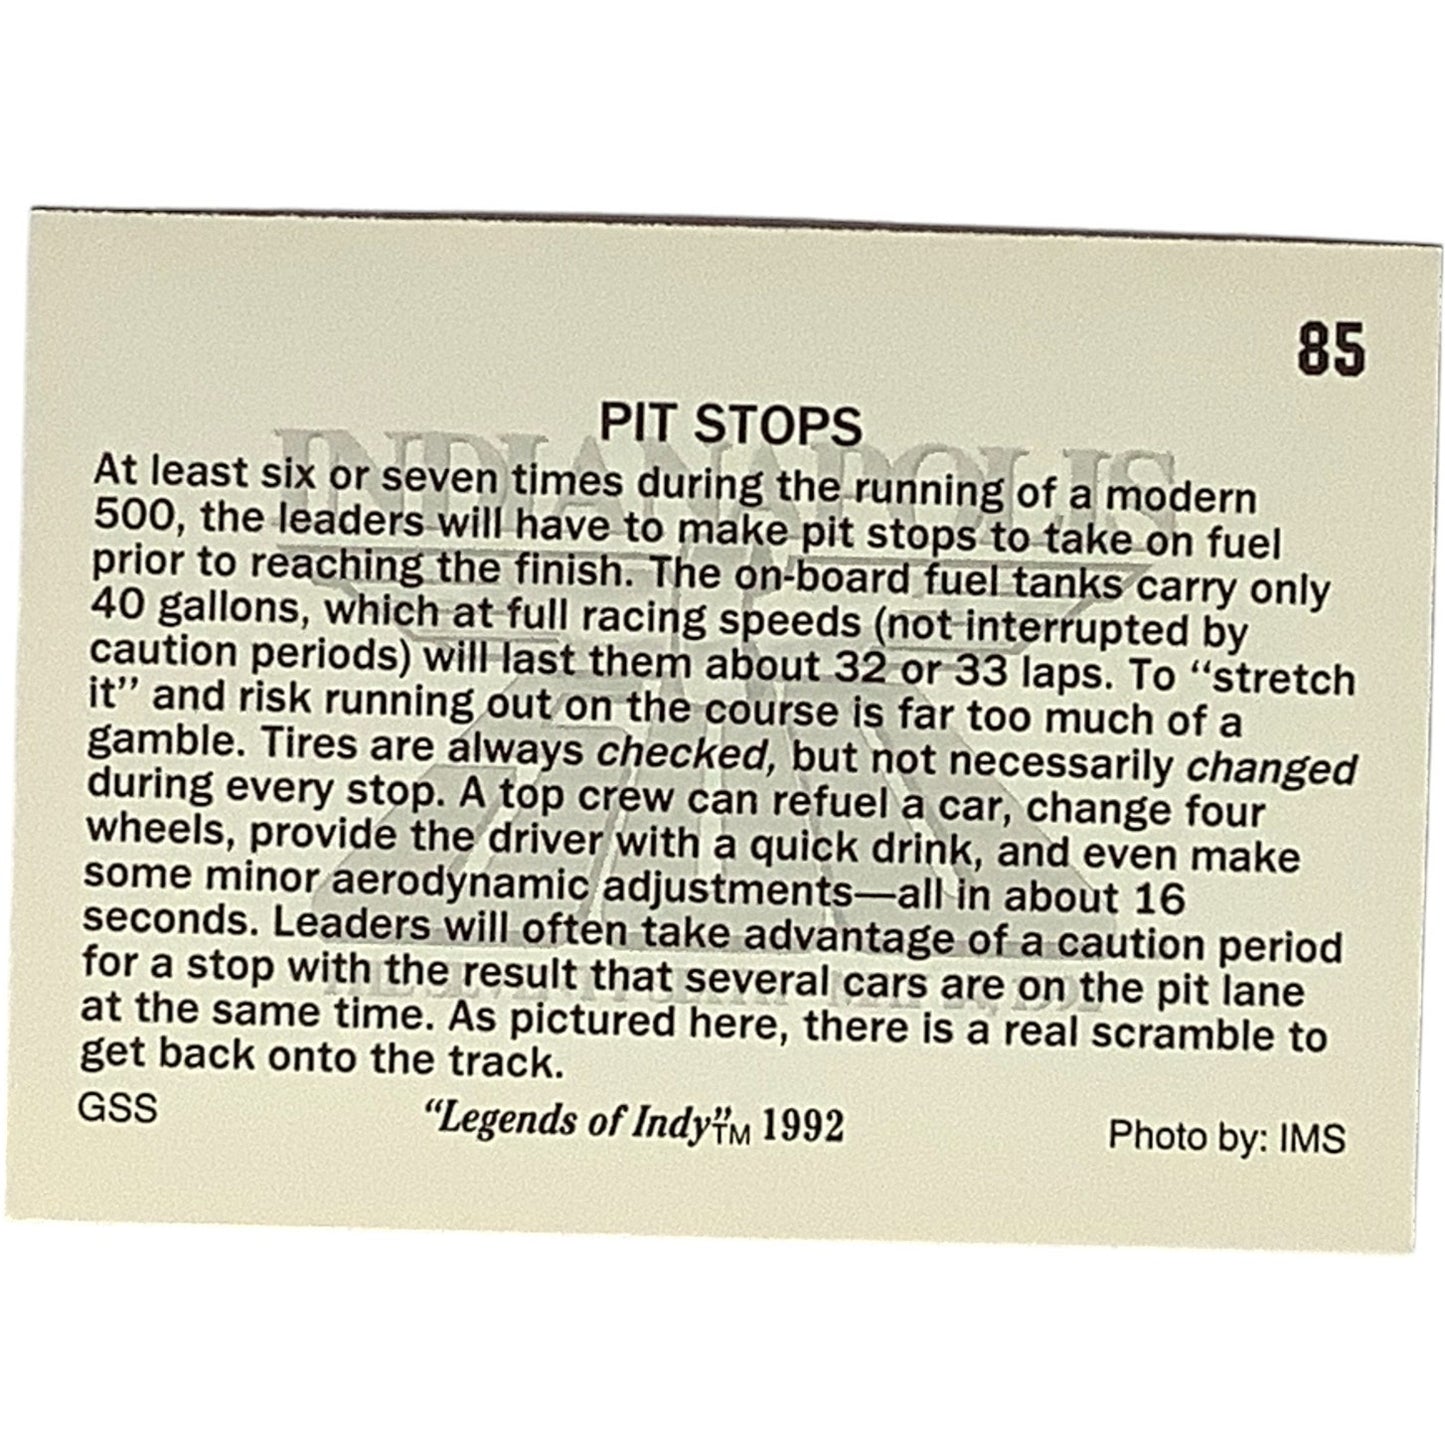 85
PIT STOPS
INDIANAPOLIS
At least six or seven times during the running of a modern
500, the leaders will have to make pit stops to take on fuel
prior to reaching the finish. The on-board fuel tanks carry only
40 gallons, which at full racing speeds (not interrupted by
caution periods) will last them about 32 or 33 laps. To “stretch
it” and risk running out on the course is far too much of a
gamble. Tires are always checked, but not necessarily changed
during every stop. A top crew can refuel a car, change four
wheels, provide the driver with a quick drink, and even make
some minor aerodynamic adjustments—all in about 16
seconds. Leaders will often take advantage of a caution period
for a stop with the result that several cars are on the pit lane
at the same time. As pictured here, there is a real scramble to
get back onto the track.
GSS “Legends of Indy”TM 1992 Photo by: IMS